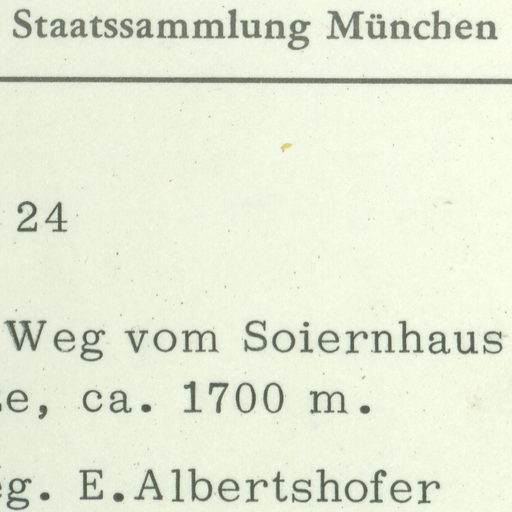 Staatssammlung München
24
Weg vom Soiernhaus
e, ca. 1700 m.
g. E.Albertshofer